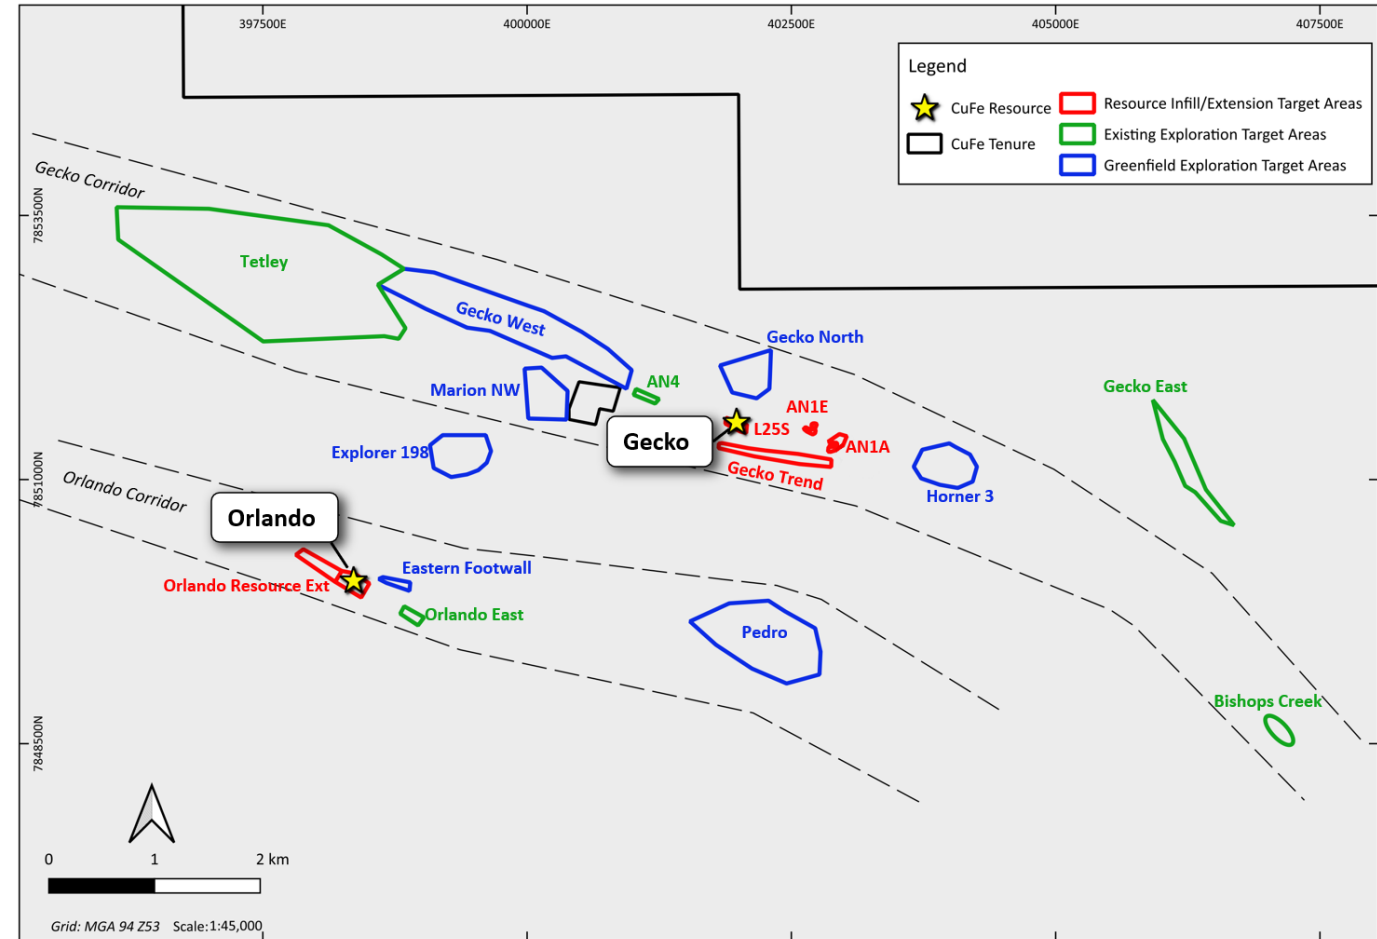 397500E
400000E
402500E
405000E
407500E
Legend
CuFe Resource
CuFe Tenure
Resource Infill/Extension Target Areas
Existing Exploration Target Areas
Greenfield Exploration Target Areas
Gecko Corridor
7853500N
Tetley
Gecko West
Gecko North
Marion NW
AN4
Gecko East
AN1E
L25S
Gecko
AN1A
Explorer 198
Gecko Trend
Horner 3
7851000N
Orlando Corridor
Orlando
Eastern Footwall
Orlando Resource Ext
Orlando East
Pedro
Bishops Creek
7848500N
0 1 2 km
Grid: MGA 94 Z53 Scale:1:45,000